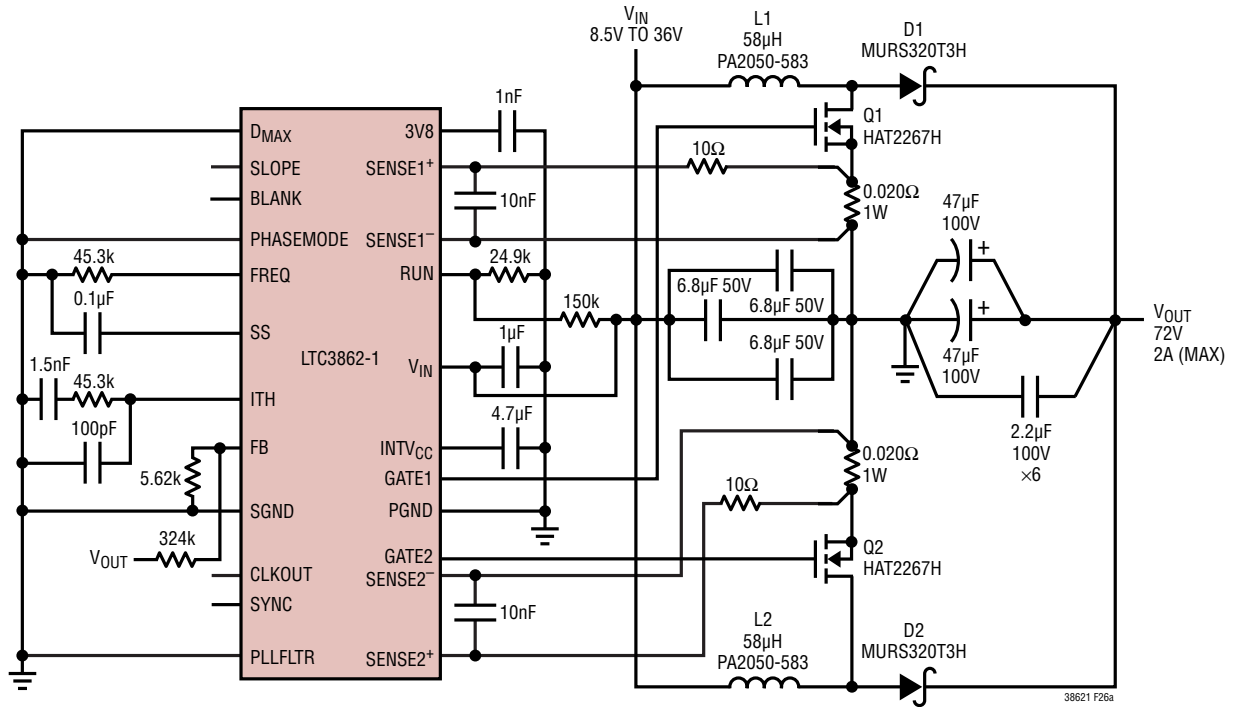 VIN
8.5V TO 36V
L1
58µH
PA2050-583
D1
MURS320T3H
1nF
DMAX
3V8
Q1
HAT2267H
10Ω
SLOPE
SENSE1+
BLANK
10nF
0.020Ω
1W
47µF
100V
PHASEMODE
SENSE1–
45.3k
FREQ
RUN
24.9k
+
0.1µF
150k
6.8µF 50V
6.8µF 50V
SS
1µF
+
VOUT
72V
2A (MAX)
LTC3862-1
6.8µF 50V
1.5nF
45.3k
VIN
47µF
100V
ITH
4.7µF
100pF
2.2µF
100V
×6
FB
INTVCC
0.020Ω
1W
5.62k
GATE1
10Ω
SGND
PGND
324k
VOUT
GATE2
Q2
HAT2267H
CLKOUT
SENSE2–
SYNC
10nF
L2
58µH
PA2050-583
D2
MURS320T3H
PLLFLTR
SENSE2+
38621 F26a